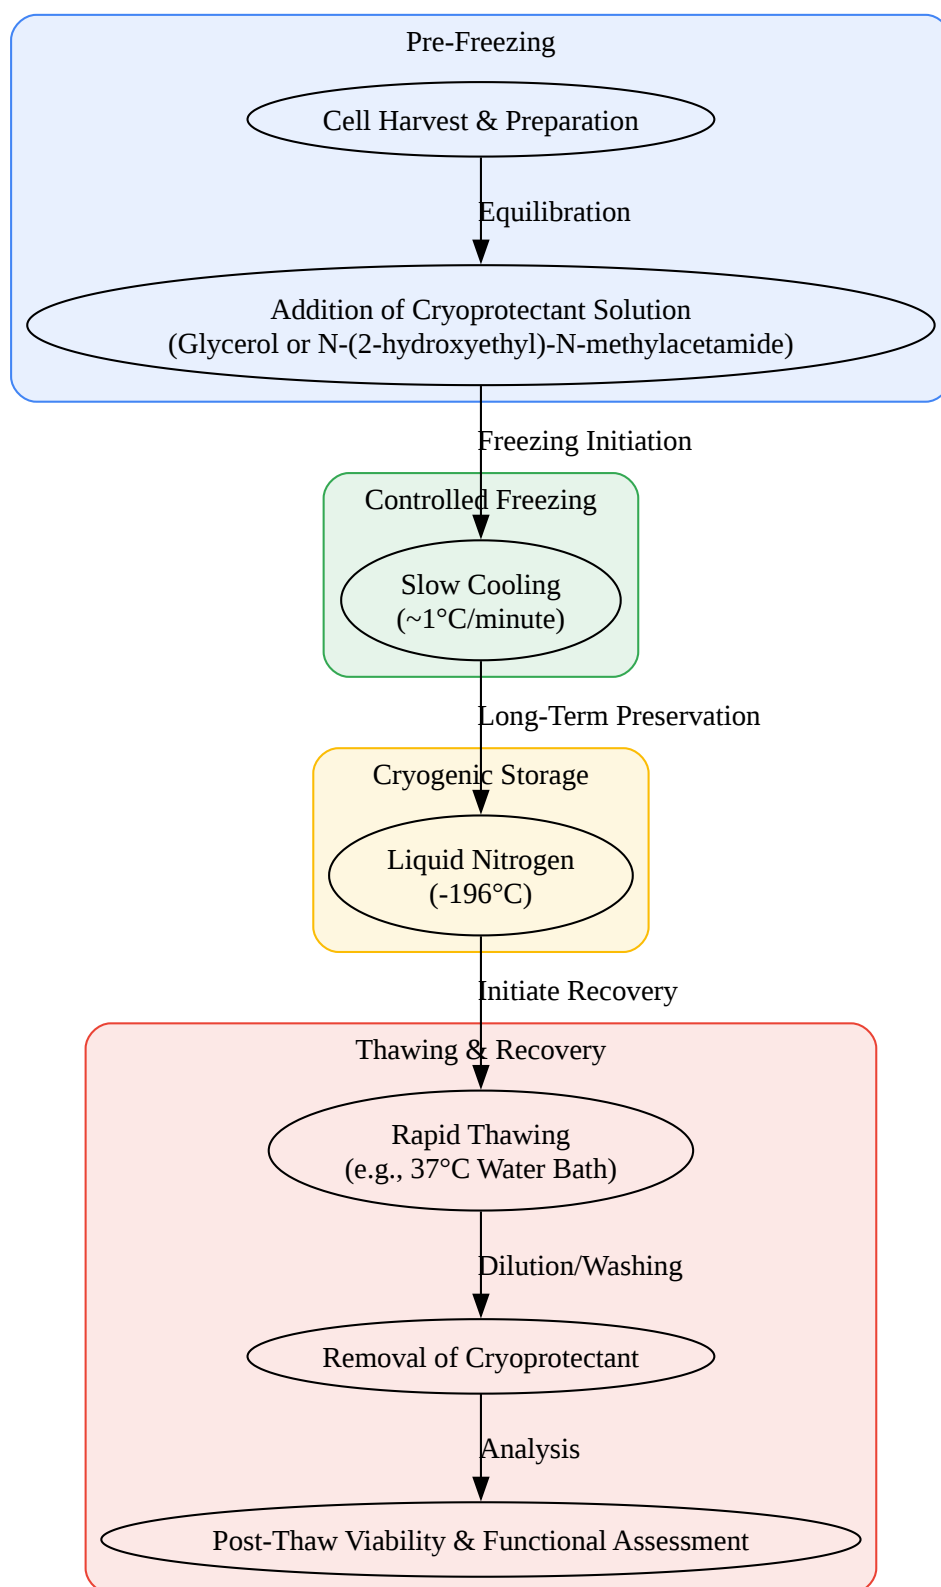 Pre-Freezing
Cell Harvest & Preparation
Equilibration
Addition of Cryoprotectant Solution
(Glycerol or N-(2-hydroxyethyl)-N-methylacetamide)
Freezing Initiation
Controlled Freezing
Slow Cooling
(~1°C/minute)
Long-Term Preservation
Cryogenic Storage
Liquid Nitrogen
(-196°C)
Initiate Recovery
Thawing & Recovery
Rapid Thawing
(e.g., 37°C Water Bath)
Dilution/Washing
Removal of Cryoprotectant
Analysis
Post-Thaw Viability & Functional Assessment